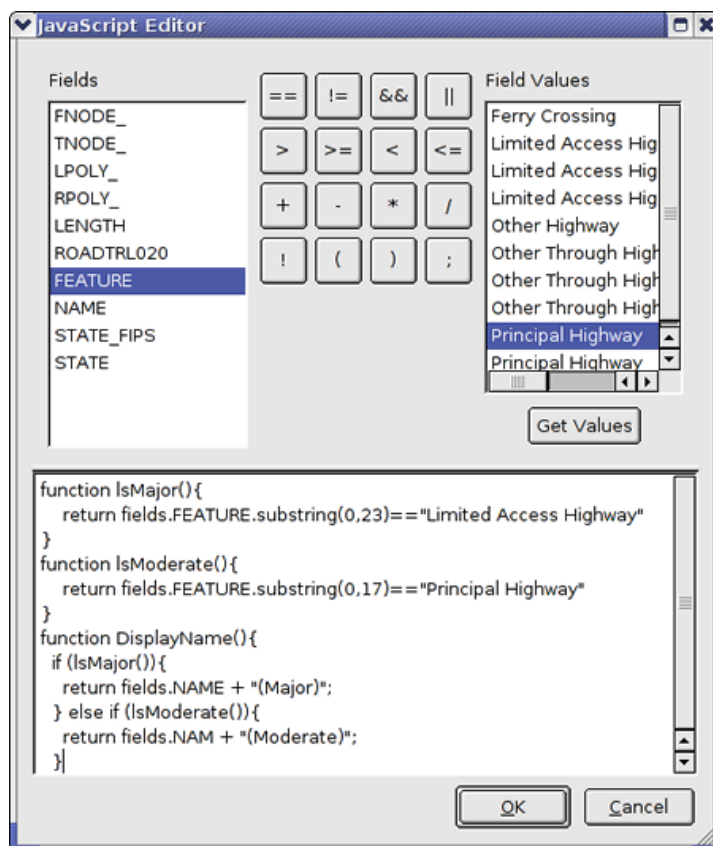 JavaScript Editor
Fields
FNODE_
TNODE_
LPOLY_
RPOLY_
LENGTH
ROADTRL020
FEATURE
NAME
STATE_FIPS
STATE
== != && ||
> >= < <=
+ - * /
! ( ) ;
Field Values
Ferry Crossing
Limited Access Hig
Limited Access Hig
Limited Access Hig
Other Highway
Other Through High
Other Through High
Other Through High
Principal Highway
Principal Highway
Get Values
function lsMajor(){
return fields.FEATURE.substring(0,23)=="Limited Access Highway"
}
function lsModerate(){
return fields.FEATURE.substring(0,17)=="Principal Highway"
}
function DisplayName(){
if (lsMajor()){
return fields.NAME + "(Major)";
} else if (lsModerate()){
return fields.NAM + "(Moderate)";
}
OK
Cancel